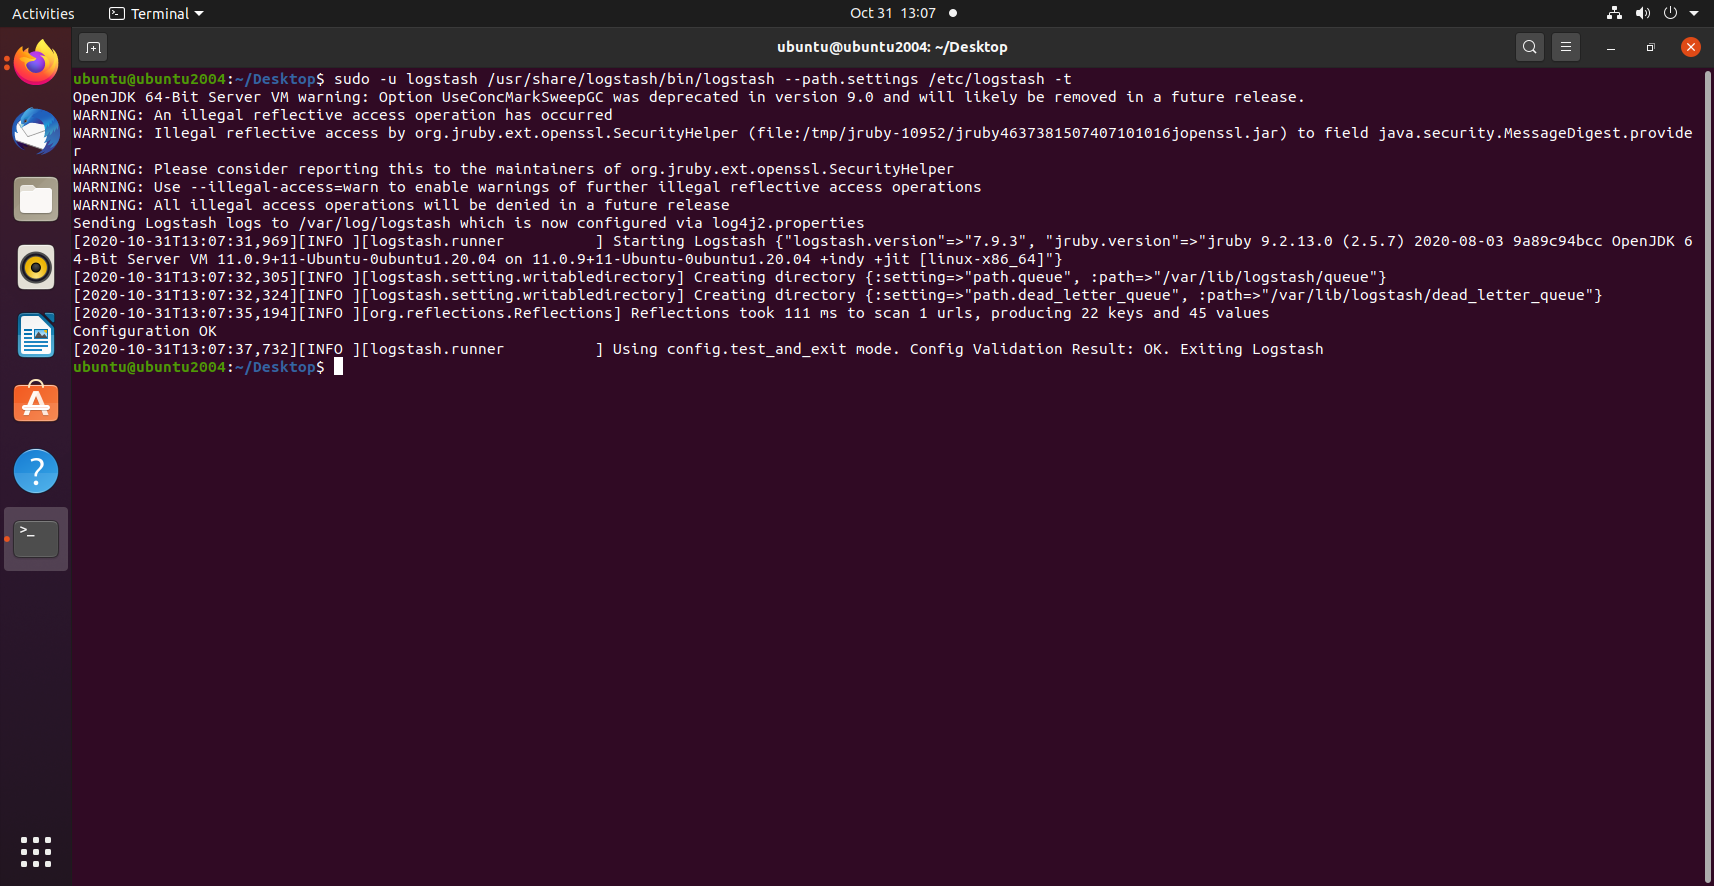 Activities
Terminal
Oct 31 13:07
ubuntu@ubuntu2004: ~/Desktop
ubuntu@ubuntu2004:~/Desktop$ sudo -u logstash /usr/share/logstash/bin/logstash --path.settings /etc/logstash -t
OpenJDK 64-Bit Server VM warning: Option UseConcMarkSweepGC was deprecated in version 9.0 and will likely be removed in a future release.
WARNING: An illegal reflective access operation has occurred
WARNING: Illegal reflective access by org.jruby.ext.openssl.SecurityHelper (file:/tmp/jruby-10952/jruby4637381507407101016jopenssl.jar) to field java.security.MessageDigest.provide
r
WARNING: Please consider reporting this to the maintainers of org.jruby.ext.openssl.SecurityHelper
WARNING: Use --illegal-access=warn to enable warnings of further illegal reflective access operations
WARNING: All illegal access operations will be denied in a future release
Sending Logstash logs to /var/log/logstash which is now configured via log4j2.properties
[2020-10-31T13:07:31,969][INFO ][logstash.runner          ] Starting Logstash {"logstash.version"=>"7.9.3", "jruby.version"=>"jruby 9.2.13.0 (2.5.7) 2020-08-03 9a89c94bcc OpenJDK 6
4-Bit Server VM 11.0.9+11-Ubuntu-0ubuntu1.20.04 on 11.0.9+11-Ubuntu-0ubuntu1.20.04 +indy +jit [linux-x86_64]"}
[2020-10-31T13:07:32,305][INFO ][logstash.setting.writabledirectory] Creating directory {:setting=>"path.queue", :path=>"/var/lib/logstash/queue"}
[2020-10-31T13:07:32,324][INFO ][logstash.setting.writabledirectory] Creating directory {:setting=>"path.dead_letter_queue", :path=>"/var/lib/logstash/dead_letter_queue"}
[2020-10-31T13:07:35,194][INFO ][org.reflections.Reflections] Reflections took 111 ms to scan 1 urls, producing 22 keys and 45 values
Configuration OK
[2020-10-31T13:07:37,732][INFO ][logstash.runner          ] Using config.test_and_exit mode. Config Validation Result: OK. Exiting Logstash
ubuntu@ubuntu2004:~/Desktop$